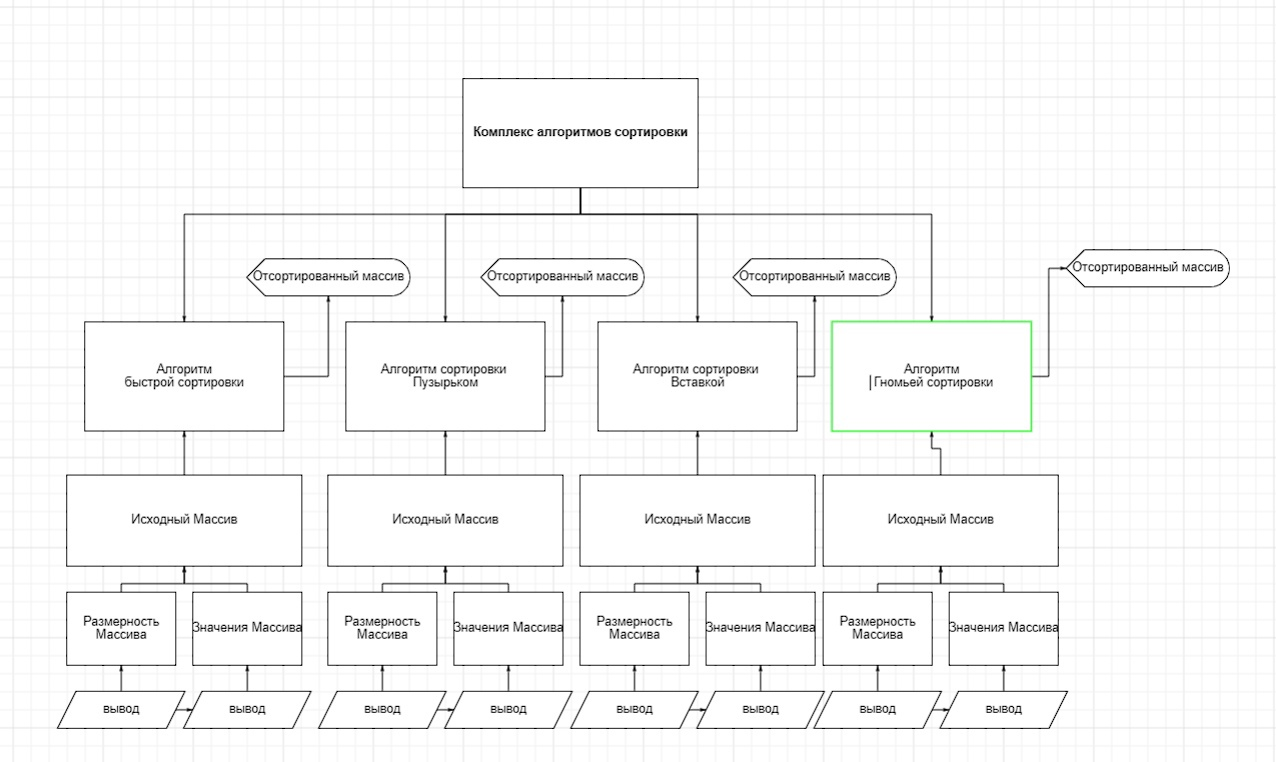 Комплекс алгоритмов сортировки
Отсортированный массив
Отсортированный массив
Отсортированный массив
Отсортированный массив
Алгоритм
быстрой сортировки
Алгоритм сортировки
Пузырьком
Алгоритм сортировки
Вставкой
Алгоритм
Гномьей сортировки
Исходный Массив
Исходный Массив
Исходный Массив
Исходный Массив
Размерность
Массива
Значения Массива
Размерность
Массива
Значения Массива
Размерность
Массива
Значения Массива
Размерность
Массива
Значения Массива
вывод
вывод
вывод
вывод
вывод
вывод
вывод
вывод